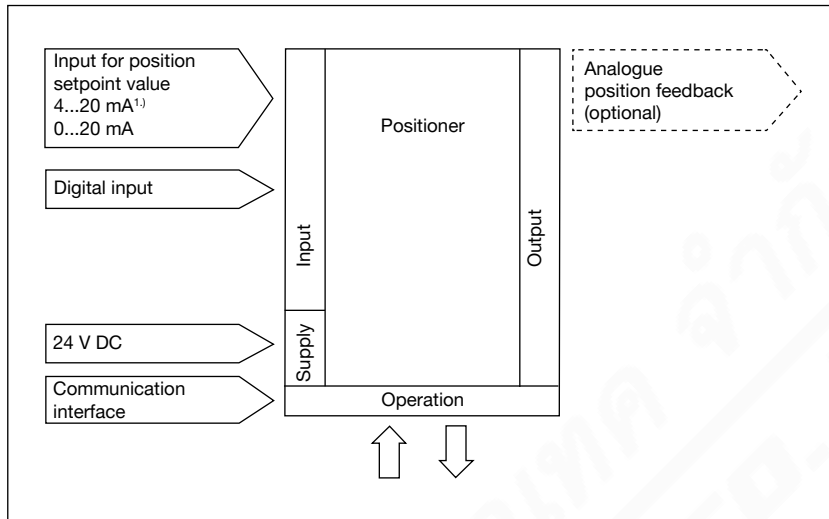 Input for position
setpoint value
4...20 mA1.)
0...20 mA
Analogue
position feedback
(optional)
Positioner
Digital input
Input
Output
24 V DC
Supply
Communication
interface
Operation